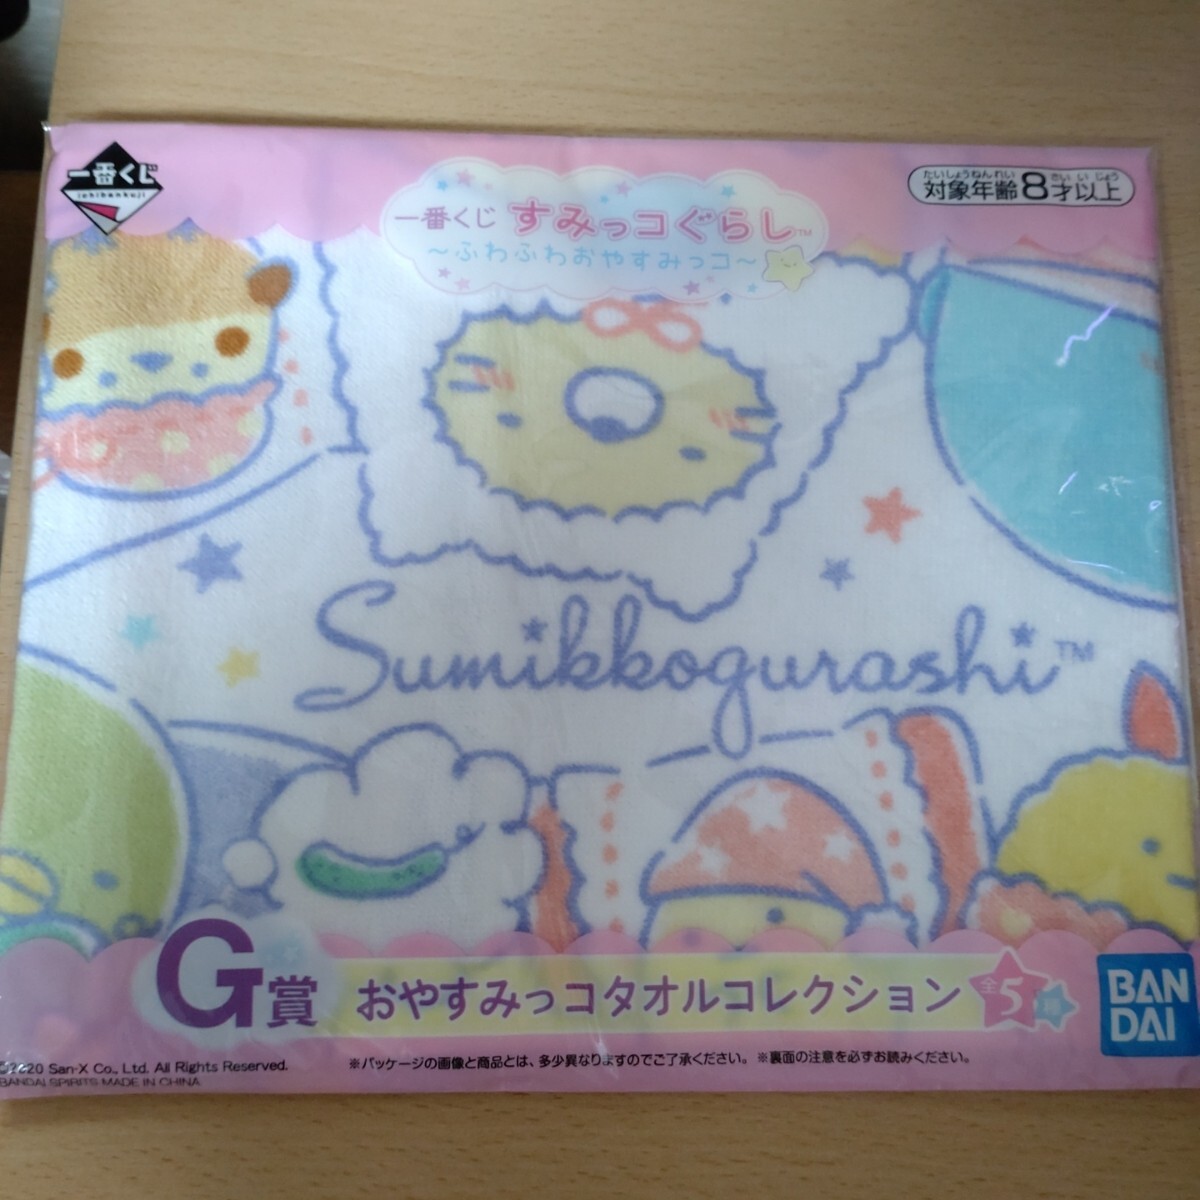 一番くじ
ichibankuji
一番くじ すみっコぐらし™
～ふわふわおやすみっコ～
たいしょうねんれい さい い じょう
対象年齢8才以上
Sumikkogurashi™
G賞 おやすみっコタオルコレクション 全5種
BAN
DAI
©2020 San-X Co., Ltd. All Rights Reserved.
BANDAI SPIRITS MADE IN CHINA
※パッケージの画像と商品とは、多少異なりますのでご了承ください。※裏面の注意を必ずお読みください。